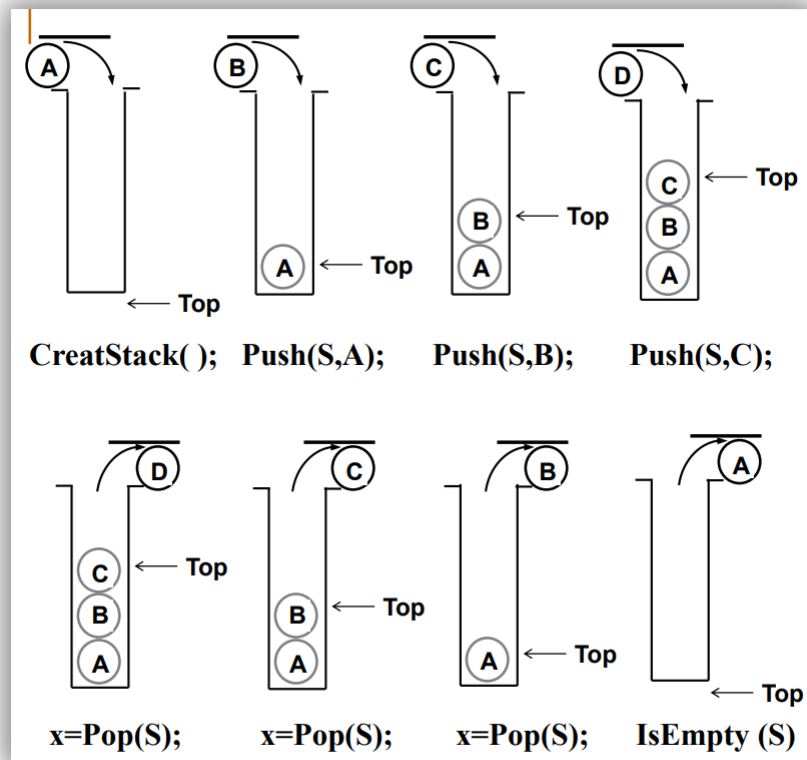 A B C D
C Top
B Top B
A Top A A
Top
CreatStack( ); Push(S,A); Push(S,B); Push(S,C);
D C B A
C Top
B B Top
A A A Top
Top
x=Pop(S); x=Pop(S); x=Pop(S); IsEmpty (S)